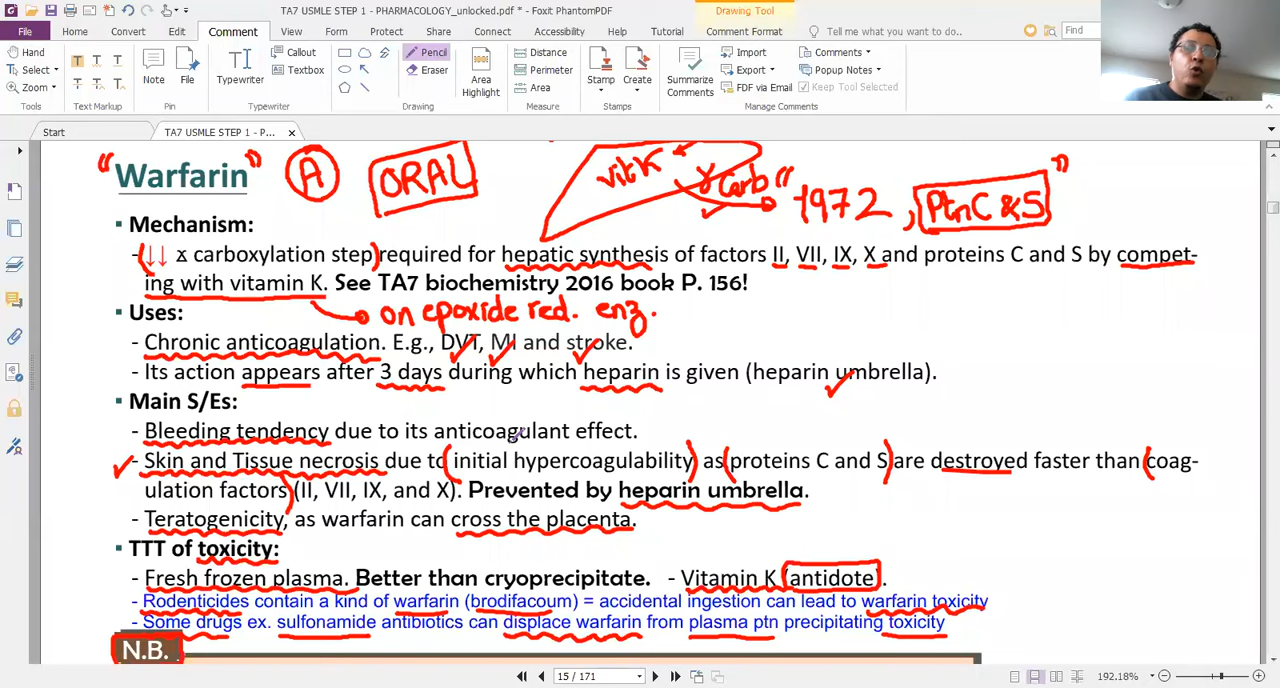 TA7 USMLE STEP 1 - PHARMACOLOGY_unlocked.pdf * - Foxit PhantomPDF
Drawing Tool
File Home Comment Convert Edit View Form Protect Share Connect Accessibility Help Tutorial Comment Format Tell me what you want to do.. Find
Hand
Select
Zoom
Tools
Text Markup
Note
File
Pin
Typewriter
Callout
Textbox
Typewriter
Pencil
Eraser
Drawing
Area Highlight
Distance
Perimeter
Area
Measure
Stamp
Create
Stamps
Summarize Comments
Import
Export
FDF via Email
Comments
Popup Notes
Keep Tool Selected
Manage Comments
Start
TA7 USMLE STEP 1 - P...
"Warfarin" A ORAL vit K γ Carb "1972, Ptn C & S"
▪ Mechanism:
- (↓↓ γ carboxylation step) required for hepatic synthesis of factors II, VII, IX, X and proteins C and S by compet-
ing with vitamin K. See TA7 biochemistry 2016 book P. 156!
on epoxide red. enz.
▪ Uses:
- Chronic anticoagulation. E.g., DVT, MI and stroke.
- Its action appears after 3 days during which heparin is given (heparin umbrella).
▪ Main S/Es:
- Bleeding tendency due to its anticoagulant effect.
- Skin and Tissue necrosis due to (initial hypercoagulability) as (proteins C and S) are destroyed faster than (coag-
ulation factors) (II, VII, IX, and X). Prevented by heparin umbrella.
- Teratogenicity, as warfarin can cross the placenta.
▪ TTT of toxicity:
- Fresh frozen plasma. Better than cryoprecipitate. - Vitamin K (antidote).
- Rodenticides contain a kind of warfarin (brodifacoum) = accidental ingestion can lead to warfarin toxicity
- Some drugs ex. sulfonamide antibiotics can displace warfarin from plasma ptn precipitating toxicity
N.B.
15 / 171
192.18%